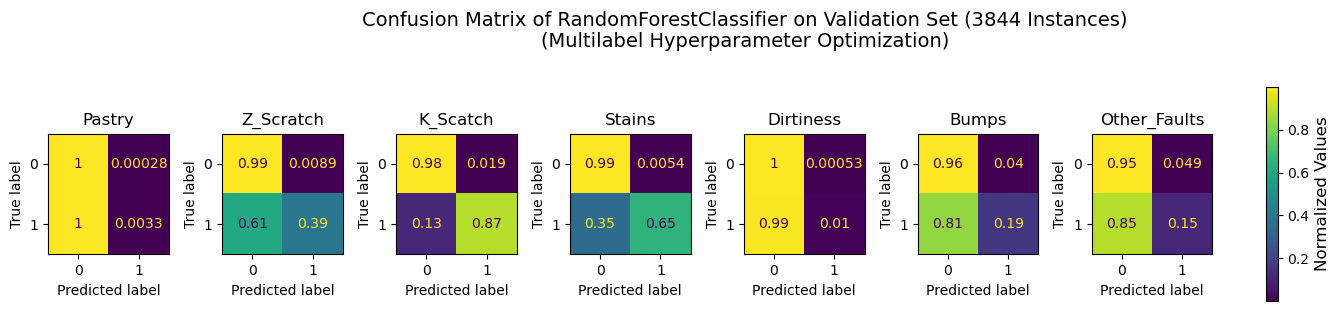 Confusion Matrix of RandomForestClassifier on Validation Set (3844 Instances)
(Multilabel Hyperparameter Optimization)
Pastry
True label
0
1
1 0.00028
1 0.0033
0 1
Predicted label
Z_Scratch
True label
0
1
0.99 0.0089
0.61 0.39
0 1
Predicted label
K_Scatch
True label
0
1
0.98 0.019
0.13 0.87
0 1
Predicted label
Stains
True label
0
1
0.99 0.0054
0.35 0.65
0 1
Predicted label
Dirtiness
True label
0
1
1 0.00053
0.99 0.01
0 1
Predicted label
Bumps
True label
0
1
0.96 0.04
0.81 0.19
0 1
Predicted label
Other_Faults
True label
0
1
0.95 0.049
0.85 0.15
0 1
Predicted label
0.8
0.6
0.4
0.2
Normalized Values